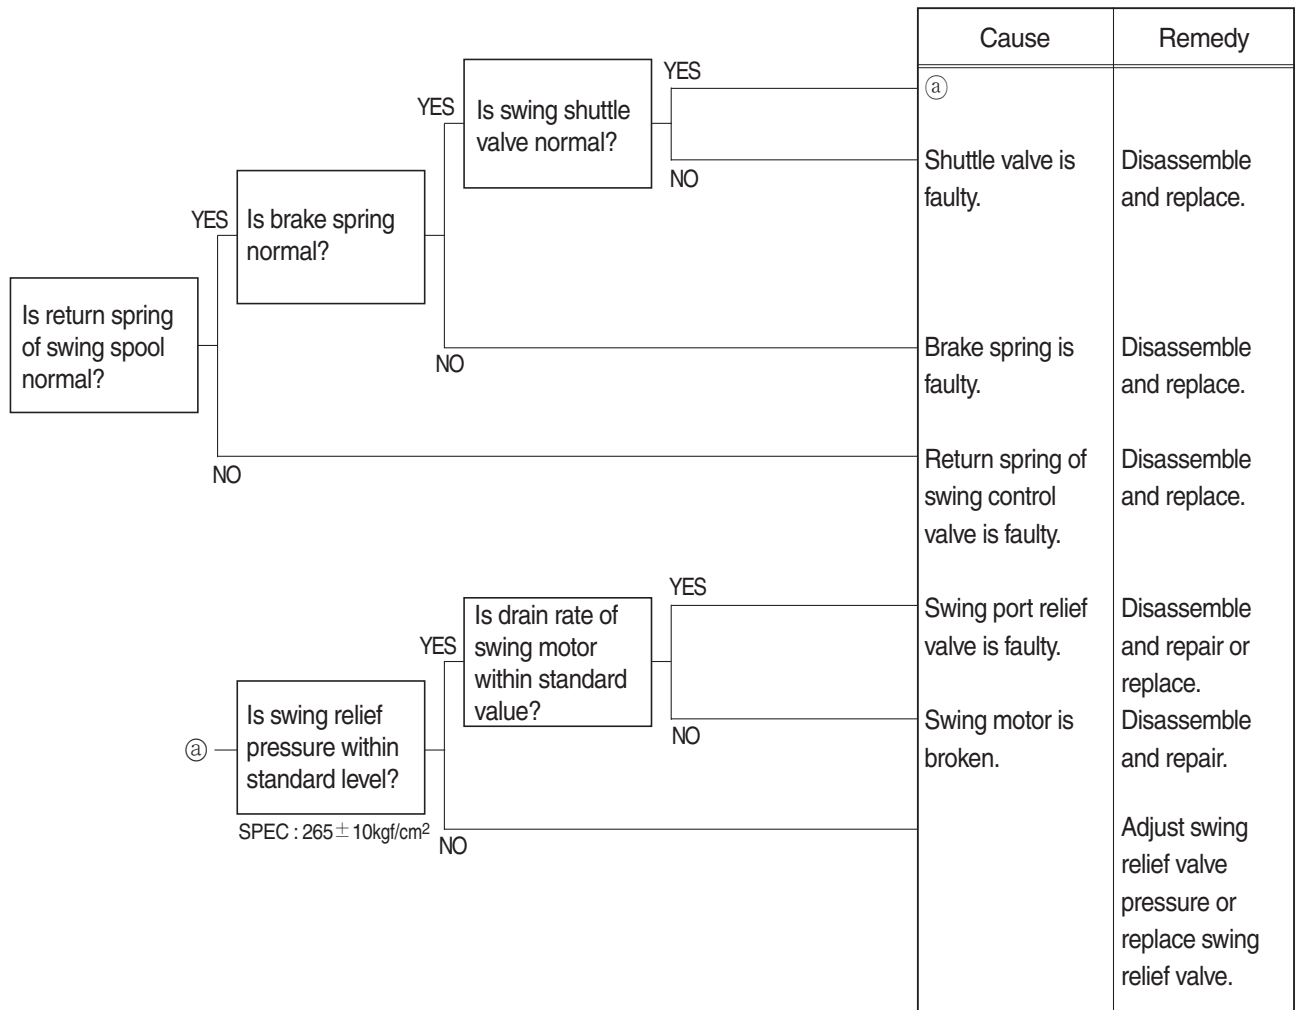 Cause
Remedy
YES
ⓐ
YES
Is swing shuttle
valve normal?
NO
Shuttle valve is
faulty.
Disassemble
and replace.
YES
Is brake spring
normal?
Is return spring
of swing spool
normal?
NO
Brake spring is
faulty.
Disassemble
and replace.
NO
Return spring of
swing control
valve is faulty.
Disassemble
and replace.
YES
Is drain rate of
swing motor
within standard
value?
YES
Swing port relief
valve is faulty.
Disassemble
and repair or
replace.
ⓐ
Is swing relief
pressure within
standard level?
SPEC : 265±10kgf/cm²
NO
Swing motor is
broken.
Disassemble
and repair.
NO
Adjust swing
relief valve
pressure or
replace swing
relief valve.